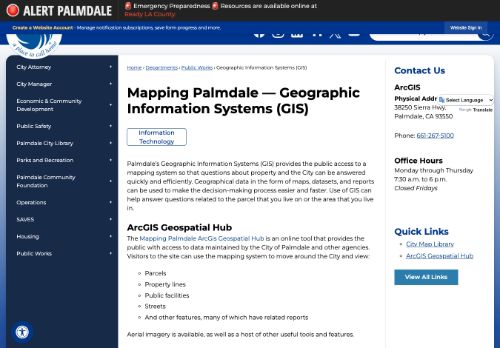 ALERT PALMDALE
🚨 Emergency Preparedness 🚨 Resources are available online at
Ready LA County.
Create a Website Account - Manage notification subscriptions, save form progress and more.
Website Sign In
a place to call home
City Attorney
City Manager
Economic & Community
Development
Public Safety
Palmdale City Library
Parks and Recreation
Palmdale Community
Foundation
Operations
SAVES
Housing
Public Works
Home › Departments › Public Works › Geographic Information Systems (GIS)
Mapping Palmdale — Geographic
Information Systems (GIS)
Information
Technology
Palmdale's Geographic Information Systems (GIS) provides the public access to a
mapping system so that questions about property and the City can be answered
quickly and efficiently. Geographical data in the form of maps, datasets, and reports
can be used to make the decision-making process easier and faster. Use of GIS can
help answer questions related to the parcel that you live on or the area that you
live in.
ArcGIS Geospatial Hub
The Mapping Palmdale ArcGis Geospatial Hub is an online tool that provides the
public with access to data maintained by the City of Palmdale and other agencies.
Visitors to the site can use the mapping system to move around the City and view:
Parcels
Property lines
Public facilities
Streets
And other features, many of which have related reports
Aerial imagery is available, as well as a host of other useful tools and features.
Contact Us
ArcGIS
Physical Addr
Select Language
38250 Sierra Hwy.
Google Translate
Palmdale, CA 93550
Phone: 661-267-5100
Office Hours
Monday through Thursday
7:30 a.m. to 6 p.m.
Closed Fridays
Quick Links
City Map Library
ArcGIS Geospatial Hub
View All Links